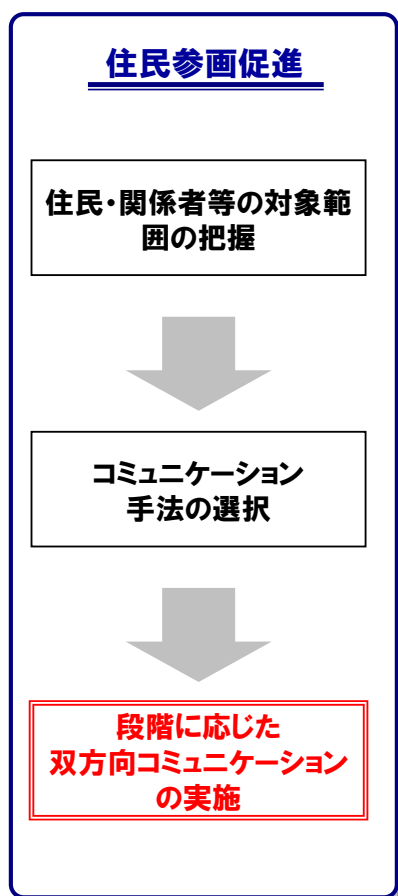 住民参画促進
住民・関係者等の対象範
囲の把握
コミュニケーション
手法の選択
段階に応じた
双方向コミュニケーション
の実施